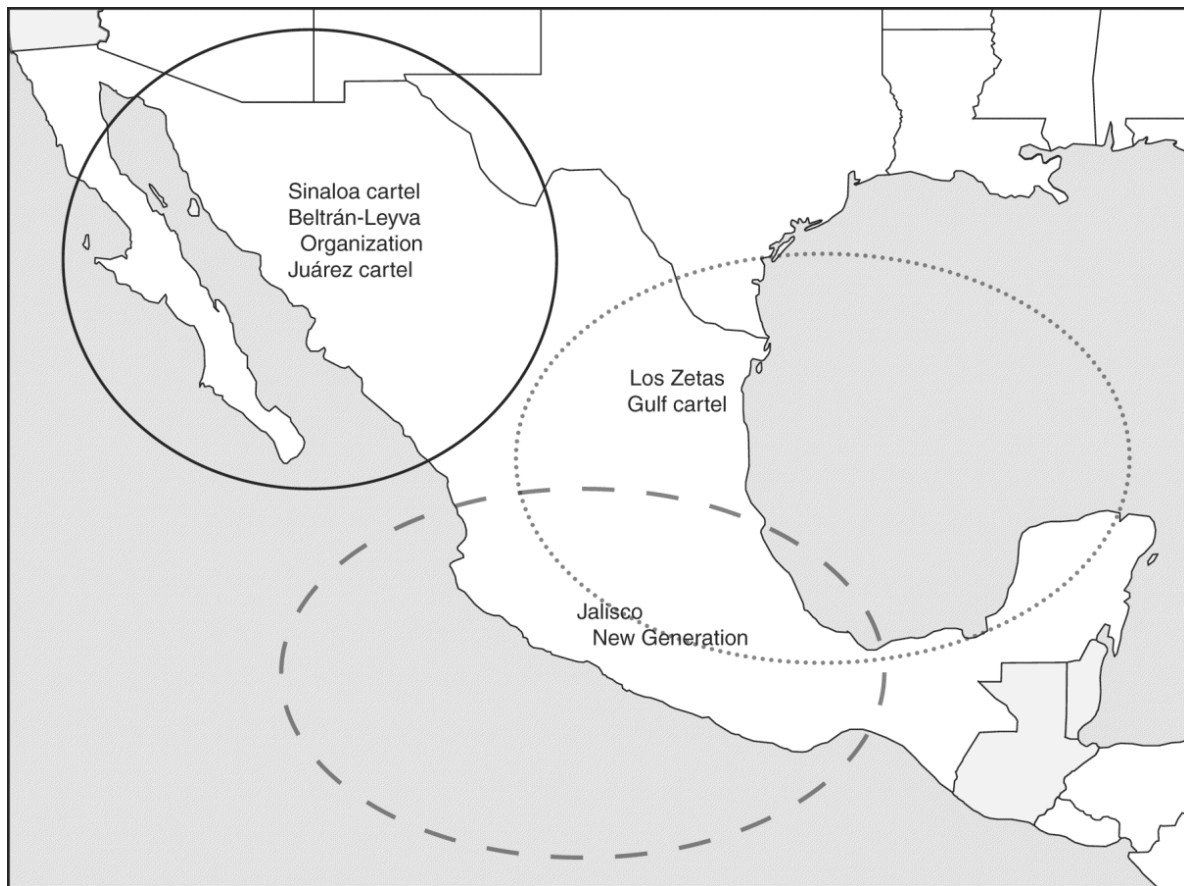 Sinaloa cartel
Beltrán-Leyva
Organization
Juárez cartel
Los Zetas
Gulf cartel
Jalisco
New Generation